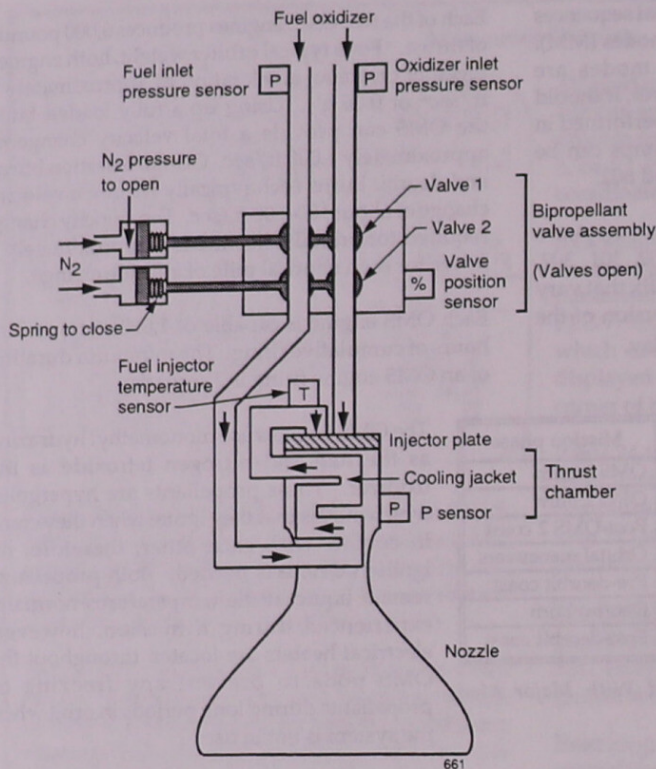 Fuel oxidizer
Fuel inlet
pressure sensor
P
P
Oxidizer inlet
pressure sensor
N2 pressure
to open
Valve 1
Bipropellant
valve assembly
Valve 2
N2
(Valves open)
N2
%
Valve
position
sensor
Spring to close
Fuel injector
temperature
sensor
T
Injector plate
Cooling jacket
Thrust
chamber
P
P sensor
Nozzle
661